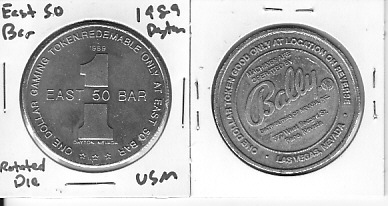 East 50
Bar
1989
Dayton
ONE DOLLAR GAMING TOKEN REDEEMABLE ONLY AT EAST 50 BAR
1989
1
EAST 50 BAR
DAYTON, NEVADA
Rotated
Die
USM
ONE DOLLAR TOKEN GOOD ONLY AT LOCATION ON REVERSE
Bally
LAS VEGAS, NEVADA